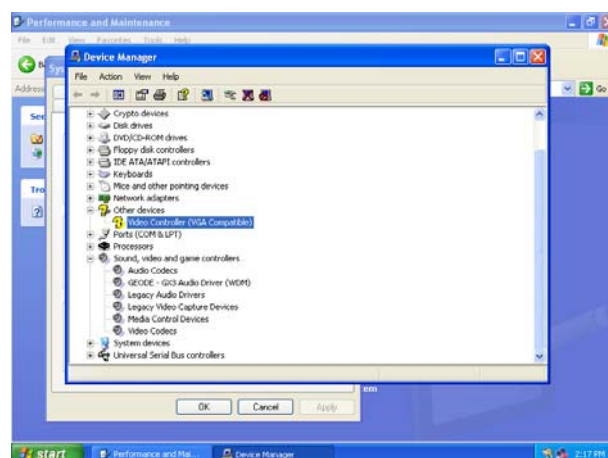 Performance and Maintenance
File Edit View Favorites Tools Help
Address
Go
Device Manager
File Action View Help
Crypto devices
Disk drives
DVD/CD-ROM drives
Floppy disk controllers
IDE ATA/ATAPI controllers
Keyboards
Mice and other pointing devices
Network adapters
Other devices
Video Controller (VGA Compatible)
Ports (COM & LPT)
Processors
Sound, video and game controllers
Audio Codecs
GEODE - GX3 Audio Driver (WDM)
Legacy Audio Drivers
Legacy Video Capture Devices
Media Control Devices
Video Codecs
System devices
Universal Serial Bus controllers
OK Cancel Apply
start Performance and Mai... Device Manager 2:17 PM